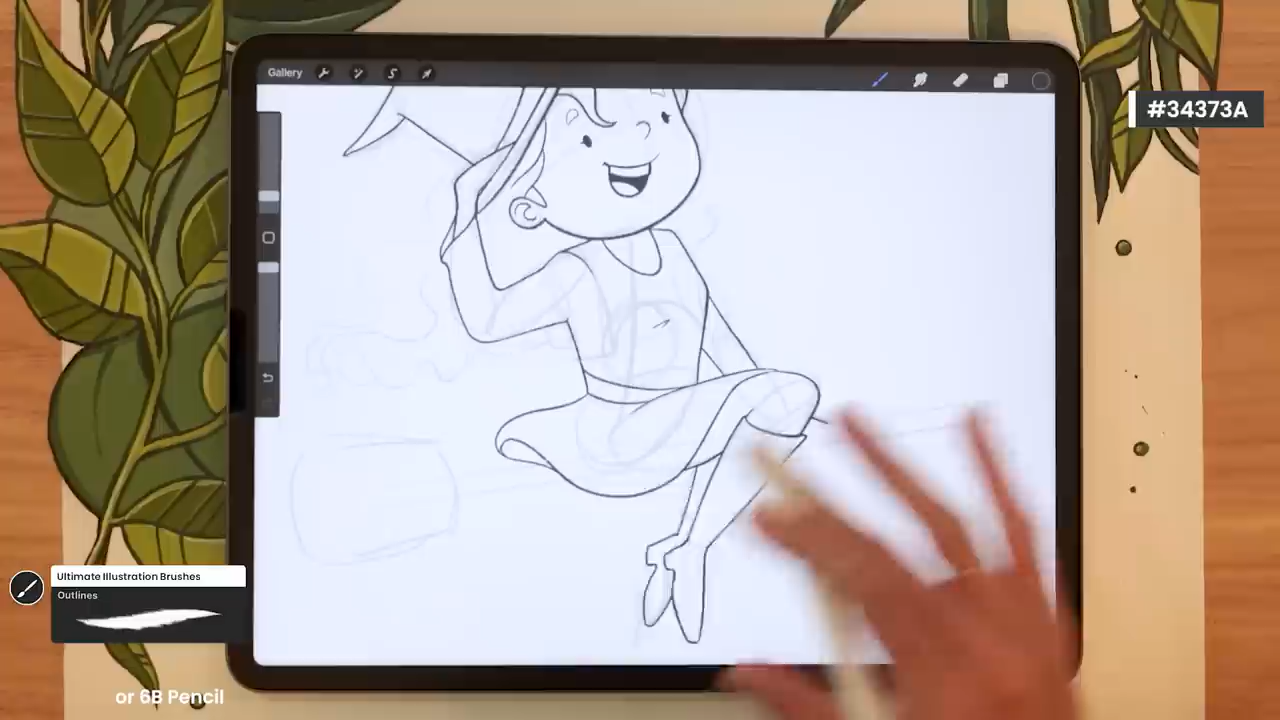 Gallery
#34373A
Ultimate Illustration Brushes
Outlines
or 6B Pencil